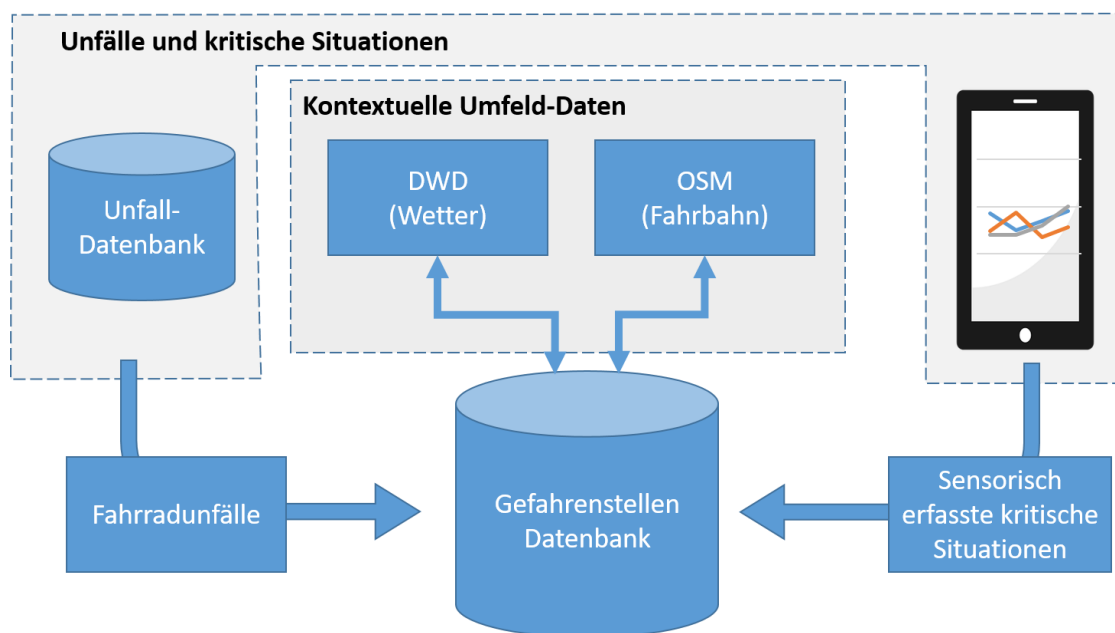 Unfälle und kritische Situationen
Kontextuelle Umfeld-Daten
Unfall-
Datenbank
DWD
(Wetter)
OSM
(Fahrbahn)
Fahrradunfälle
Gefahrenstellen
Datenbank
Sensorisch
erfasste kritische
Situationen